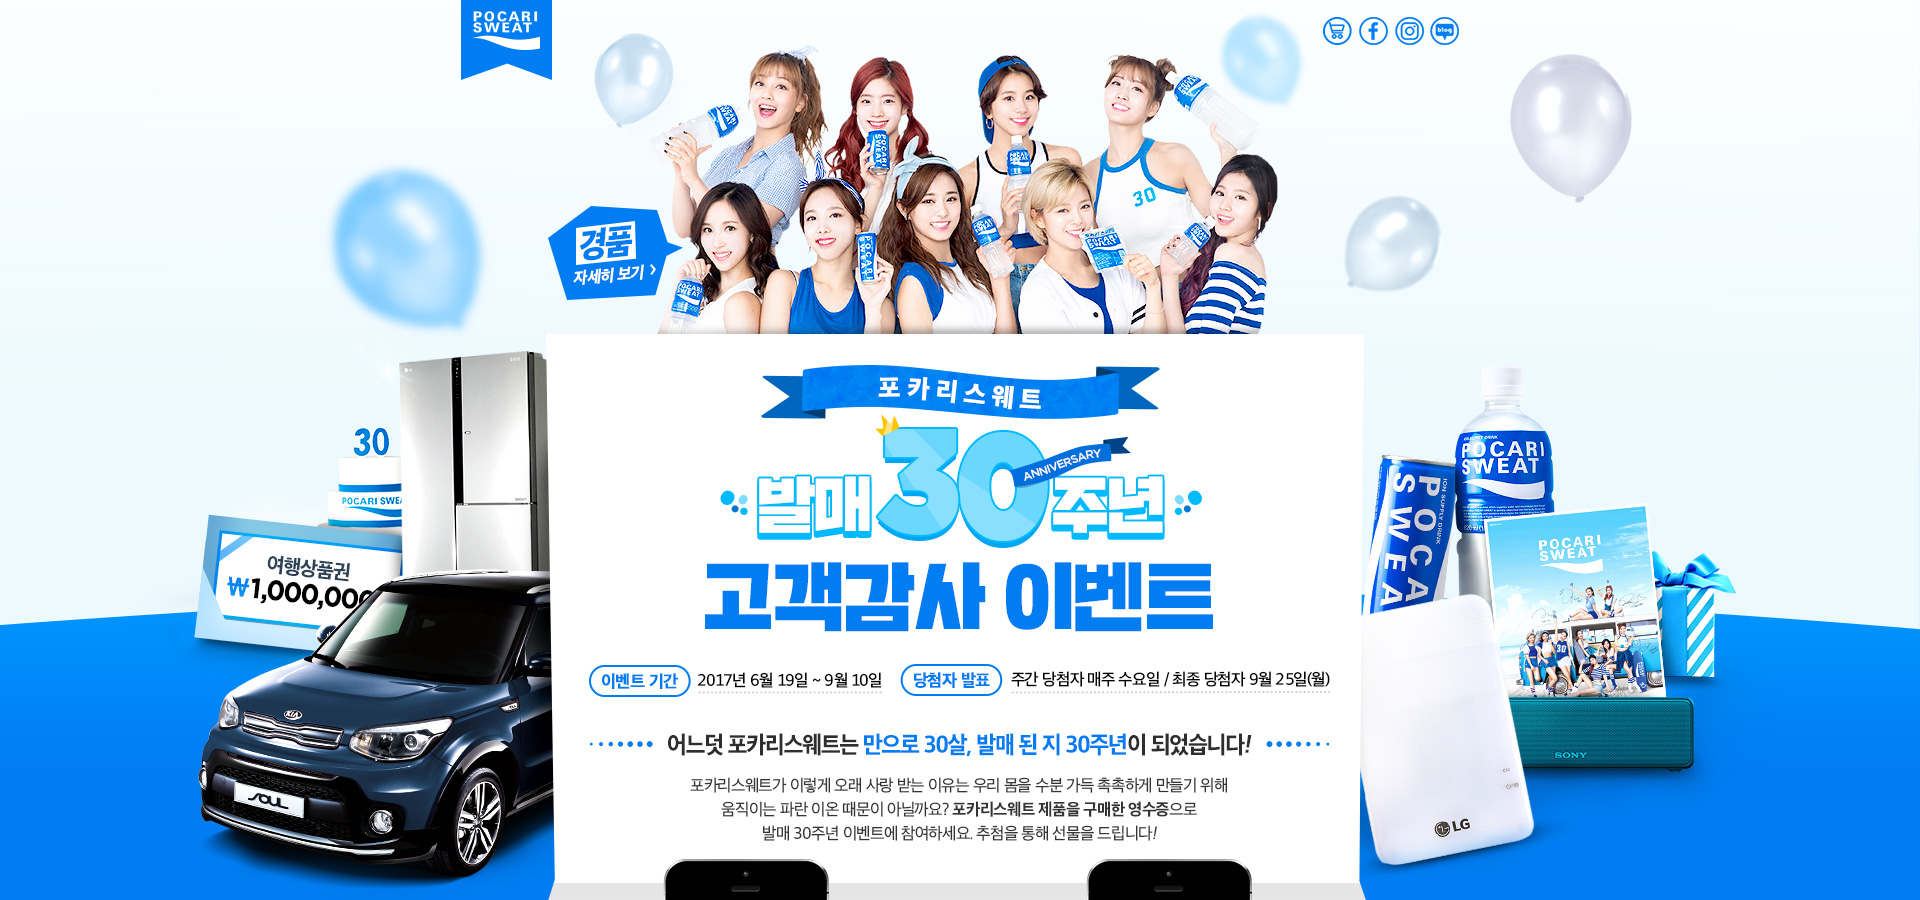 POCARI
SWEAT
blog
경품
자세히 보기 >
포카리스웨트
발매 30주년
ANNIVERSARY
고객감사 이벤트
이벤트 기간 2017년 6월 19일 ~ 9월 10일 당첨자 발표 주간 당첨자 매주 수요일 / 최종 당첨자 9월 25일(월)
어느덧 포카리스웨트는 만으로 30살, 발매 된 지 30주년이 되었습니다!
포카리스웨트가 이렇게 오래 사랑 받는 이유는 우리 몸을 수분 가득 촉촉하게 만들기 위해
움직이는 파란 이온 때문이 아닐까요? 포카리스웨트 제품을 구매한 영수증으로
발매 30주년 이벤트에 참여하세요. 추첨을 통해 선물을 드립니다!
30
POCARI SWEA
여행상품권
₩1,000,000
KIA
SOUL
30
POCARI
SWEAT
POCA
SWEA
ION SUPPLY DRINK
POCARI
SWEAT
LG
SONY